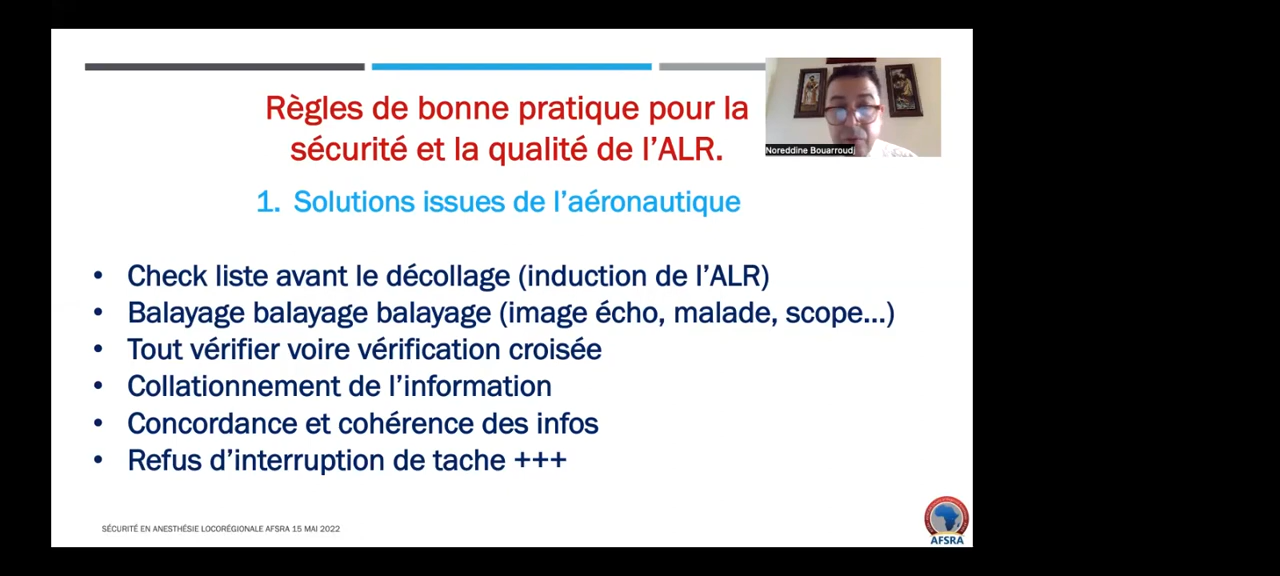 Règles de bonne pratique pour la
sécurité et la qualité de l'ALR.
Noreddine Bouarroudj
1. Solutions issues de l'aéronautique
• Check liste avant le décollage (induction de l'ALR)
• Balayage balayage balayage (image écho, malade, scope...)
• Tout vérifier voire vérification croisée
• Collationnement de l'information
• Concordance et cohérence des infos
• Refus d'interruption de tache +++
SÉCURITÉ EN ANESTHÉSIE LOCORÉGIONALE AFSRA 15 MAI 2022
AFSRA